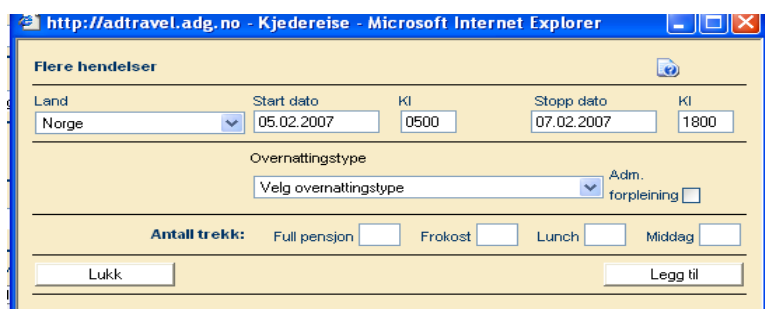 http://adtravel.adg.no - Kjedereise - Microsoft Internet Explorer
Flere hendelser
Land Start dato Kl Stopp dato Kl
Norge 05.02.2007 0500 07.02.2007 1800
Overnattingstype
Velg overnattingstype
Adm.
forpleining
Antall trekk: Full pensjon Frokost Lunch Middag
Lukk Legg til